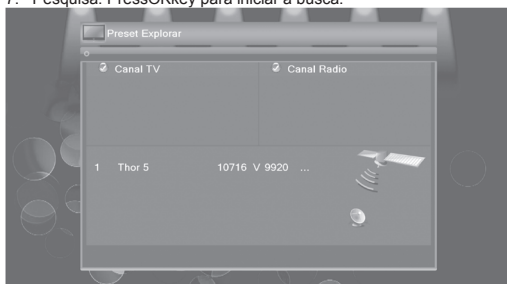 7. Pesquisa: PressOKkey para iniciar a busca.
Preset Explorar
Canal TV Canal Radio
1 Thor 5 10716 V 9920 ...